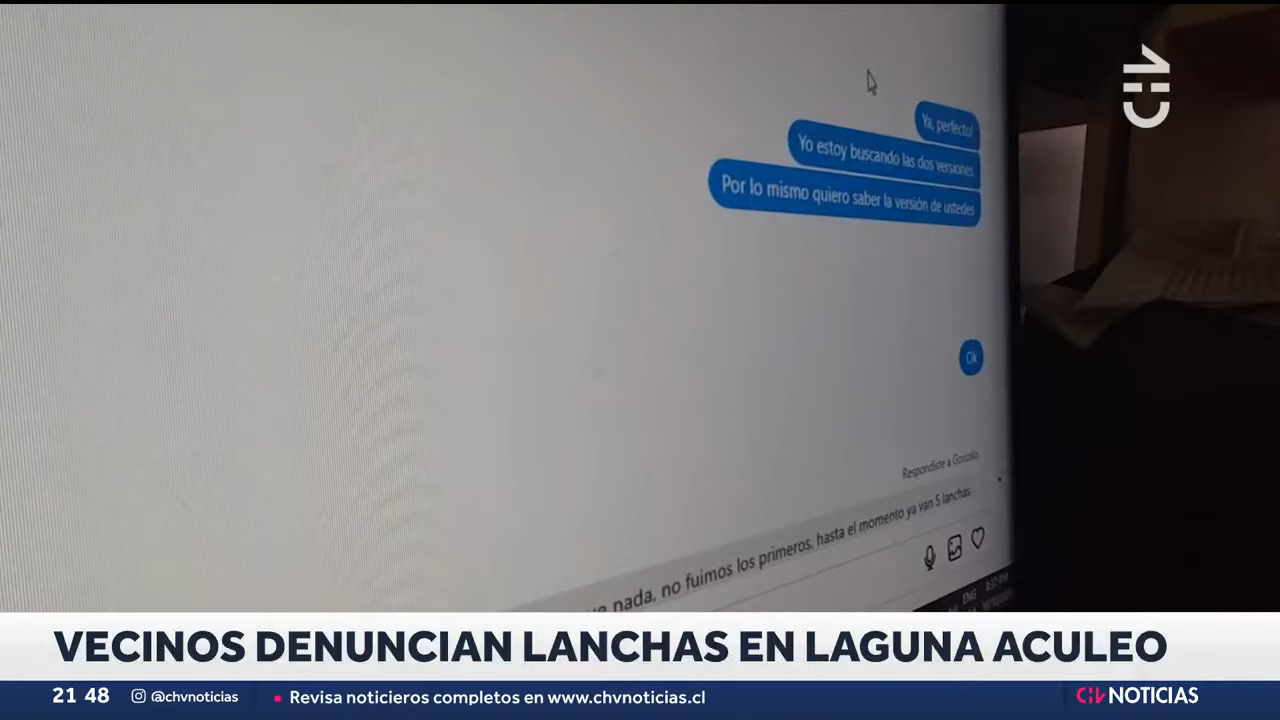 CHV
Ya, perfecto!
Yo estoy buscando las dos versiones
Por lo mismo quiero saber la versión de ustedes
Ok
Respondiste a Gonzalo
nada, no fuimos los primeros, hasta el momento ya van 5 lanchas
ENG
VECINOS DENUNCIAN LANCHAS EN LAGUNA ACULEO
21 48 @chvnoticias • Revisa noticieros completos en www.chvnoticias.cl CHV NOTICIAS